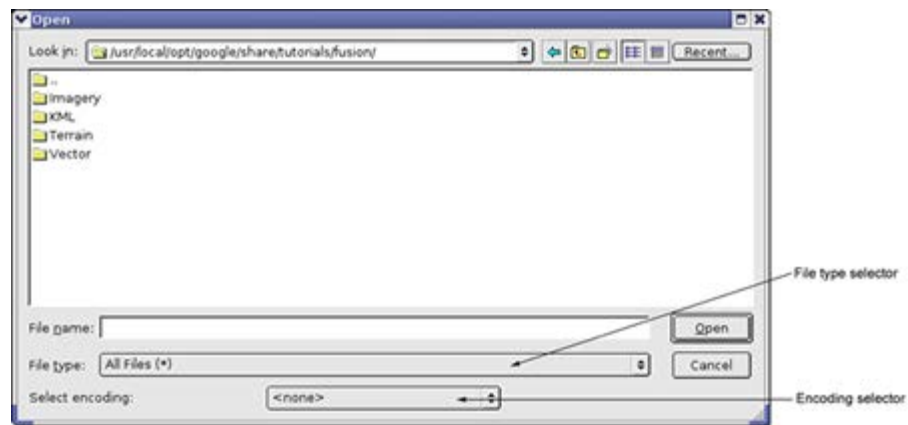 Open
Look in: /usr/local/opt/google/share/tutorials/fusion/ Recent...
..
Imagery
KML
Terrain
Vector
File type selector
File name: Open
File type: All Files (*) Cancel
Select encoding: <none> Encoding selector